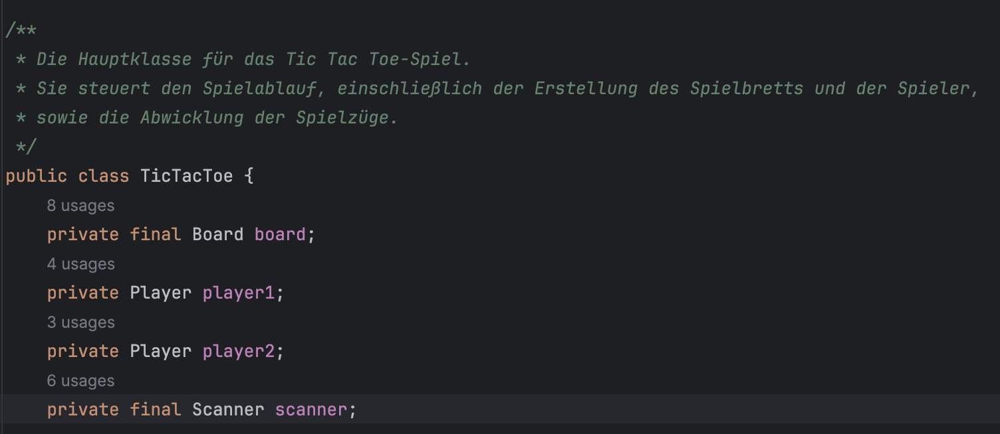 /**
* Die Hauptklasse für das Tic Tac Toe-Spiel.
* Sie steuert den Spielablauf, einschließlich der Erstellung des Spielbretts und der Spieler,
* sowie die Abwicklung der Spielzüge.
*/
public class TicTacToe {
8 usages
private final Board board;
4 usages
private Player player1;
3 usages
private Player player2;
6 usages
private final Scanner scanner;